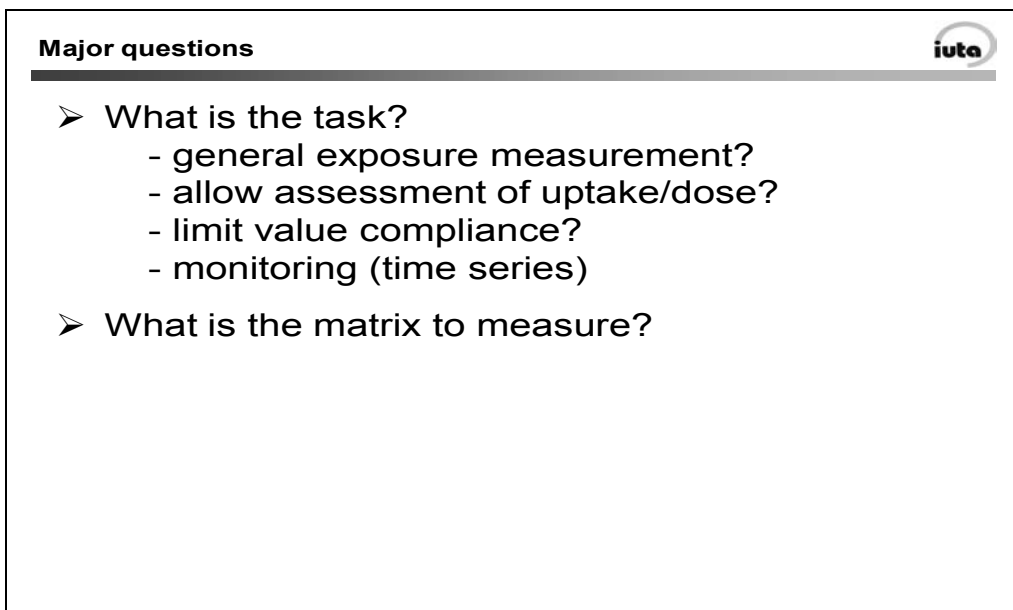 Major questions
iuta
➢ What is the task?
- general exposure measurement?
- allow assessment of uptake/dose?
- limit value compliance?
- monitoring (time series)
➢ What is the matrix to measure?